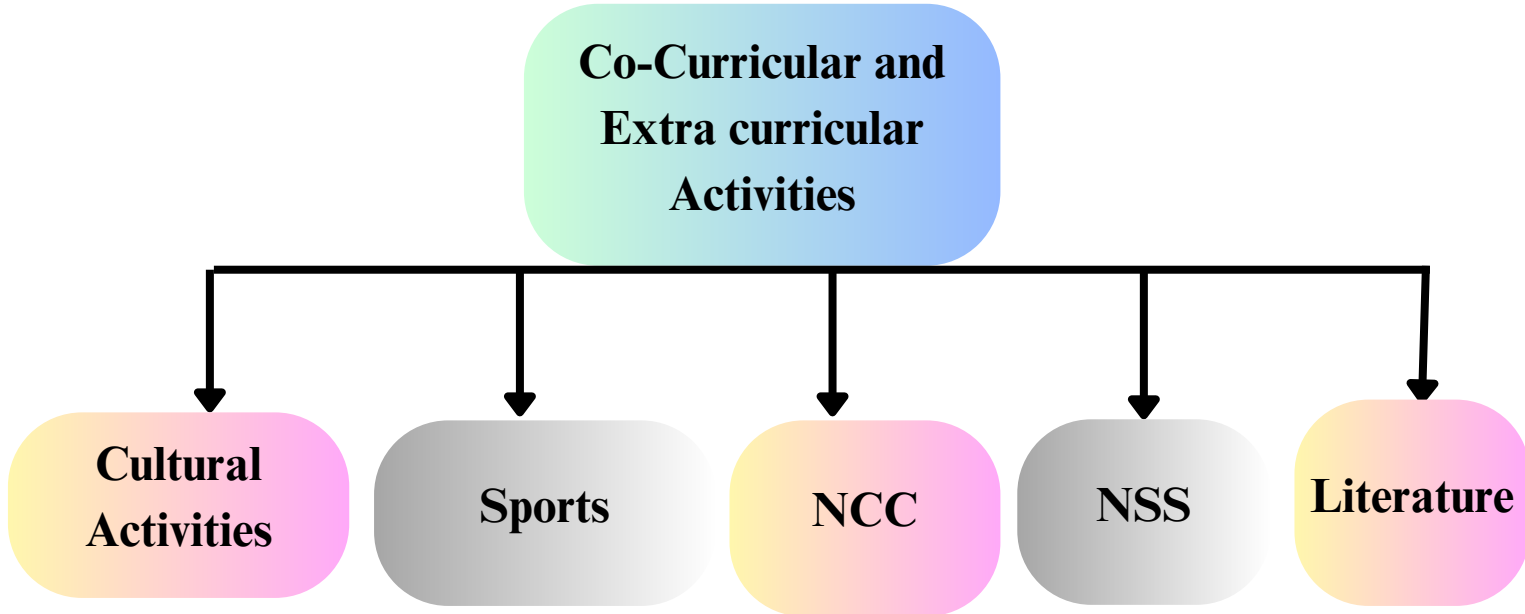 Co-Curricular and
Extra curricular
Activities
Cultural
Activities
Sports
NCC
NSS
Literature